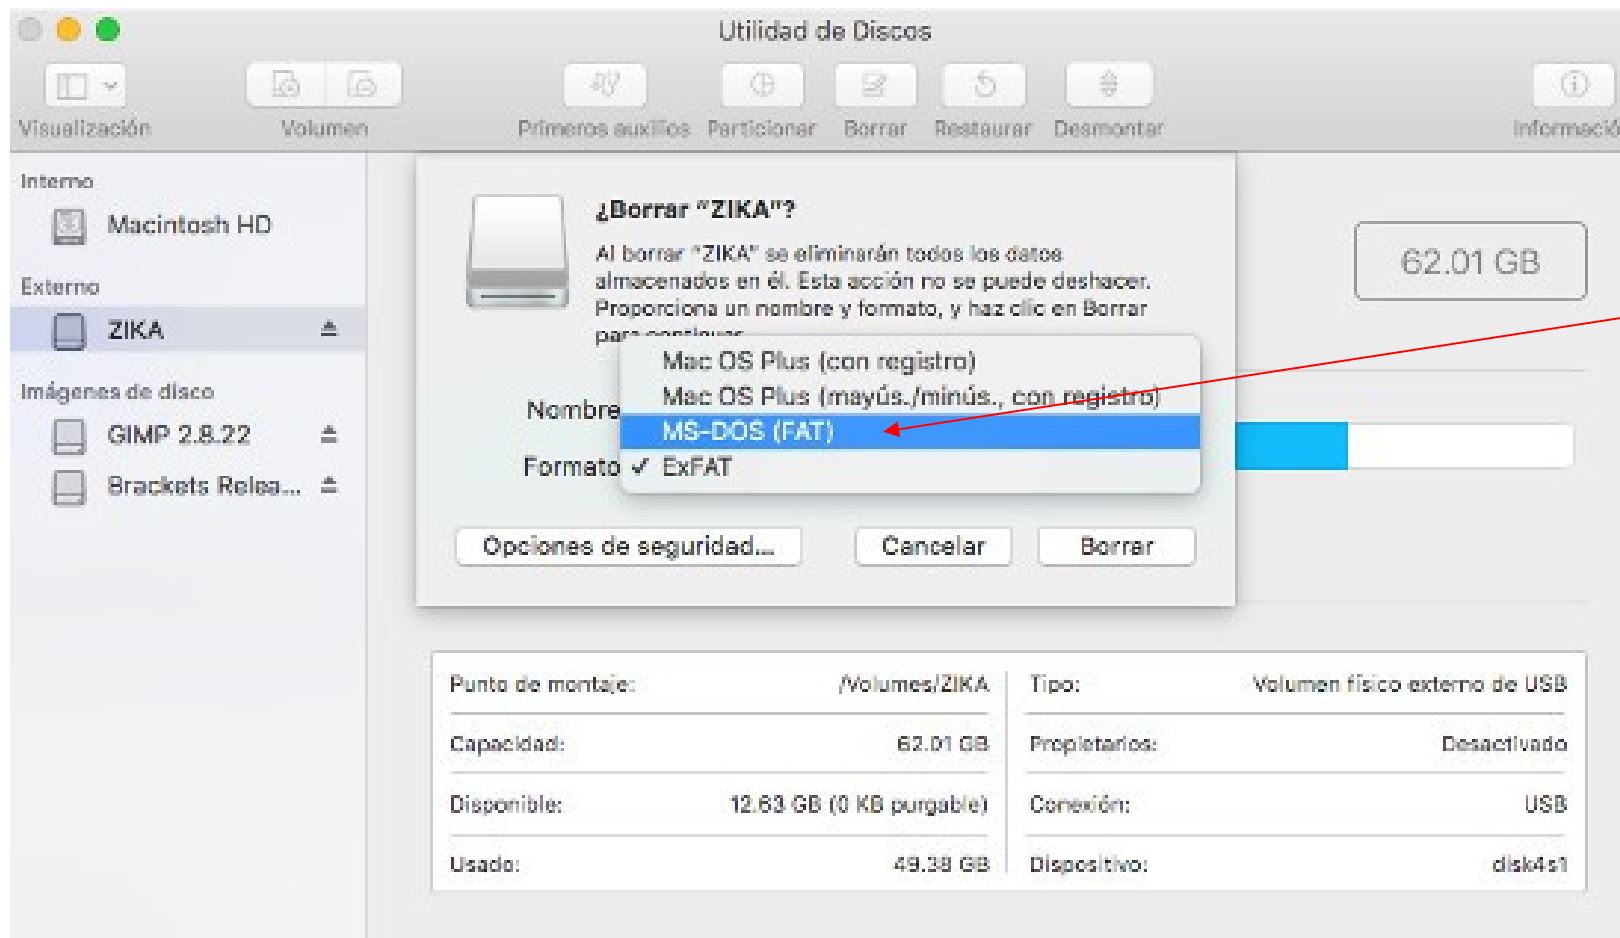 Utilidad de Discos
Visualización
Volumen
Primeros auxilios
Particionar
Borrar
Restaurar
Desmontar
Informació
Interno
Macintosh HD
Externo
ZIKA
Imágenes de disco
GIMP 2.8.22
Brackets Relea...
¿Borrar "ZIKA"?
Al borrar "ZIKA" se eliminarán todos los datos
almacenados en él. Esta acción no se puede deshacer.
Proporciona un nombre y formato, y haz clic en Borrar
para continuar.
62.01 GB
Nombre
Formato
Mac OS Plus (con registro)
Mac OS Plus (mayús./minús., con registro)
MS-DOS (FAT)
✓ ExFAT
Opciones de seguridad...
Cancelar
Borrar
Punto de montaje: /Volumes/ZIKA
Capacidad: 62.01 GB
Disponible: 12.63 GB (0 KB purgable)
Usado: 49.38 GB
Tipo: Volumen físico externo de USB
Propietarios: Desactivado
Conexión: USB
Dispositivo: disk4s1